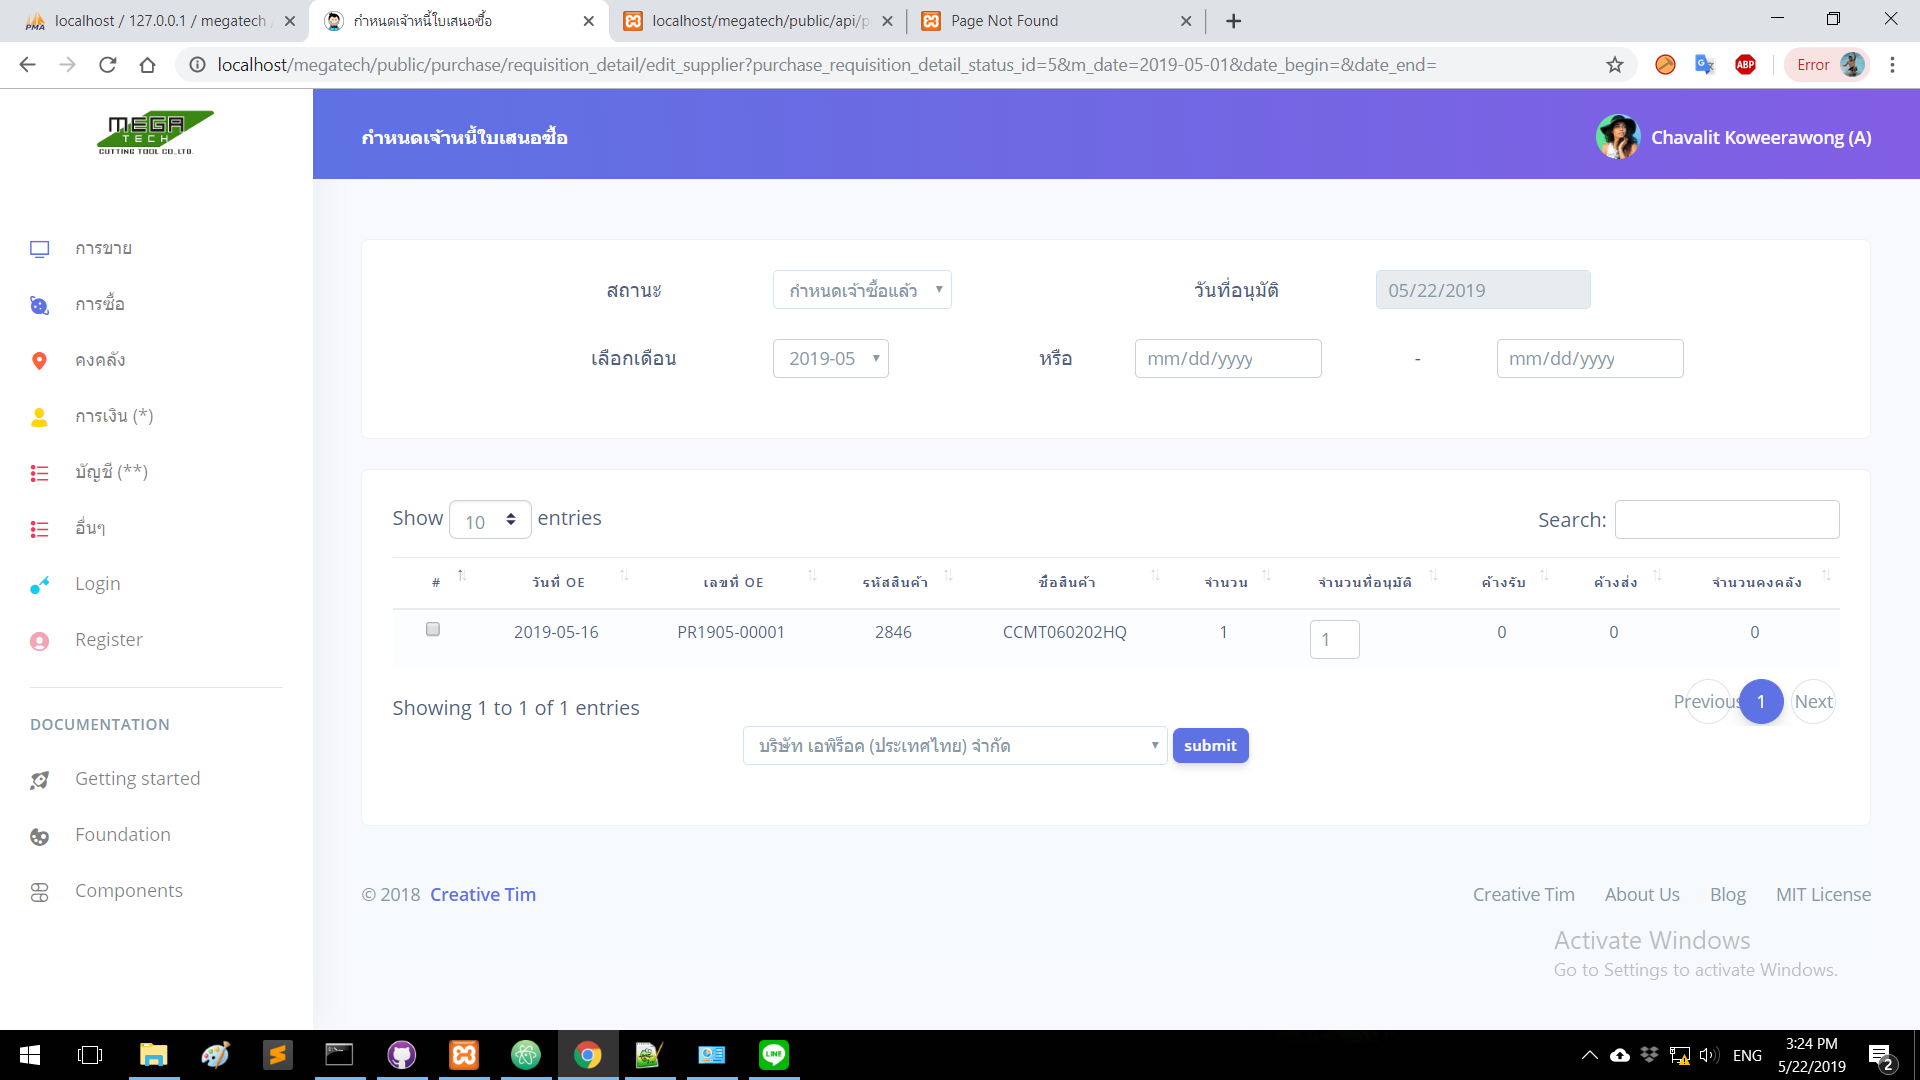 localhost / 127.0.0.1 / megatech
กำหนดเจ้าหนี้ใบเสนอซื้อ
localhost/megatech/public/api/p
Page Not Found
localhost/megatech/public/purchase/requisition_detail/edit_supplier?purchase_requisition_detail_status_id=5&m_date=2019-05-01&date_begin=&date_end=
ABP
Error
MEGA
TECH
CUTTING TOOL CO.,LTD.
กำหนดเจ้าหนี้ใบเสนอซื้อ
Chavalit Koweerawong (A)
การขาย
การซื้อ
คงคลัง
การเงิน (*)
บัญชี (**)
อื่นๆ
Login
Register
DOCUMENTATION
Getting started
Foundation
Components
สถานะ
กำหนดเจ้าซื้อแล้ว
วันที่อนุมัติ
05/22/2019
เลือกเดือน
2019-05
หรือ
mm/dd/yyyy
-
mm/dd/yyyy
Show 10 entries
Search:
# วันที่ OE เลขที่ OE รหัสสินค้า ชื่อสินค้า จำนวน จำนวนที่อนุมัติ ค้างรับ ค้างส่ง จำนวนคงคลัง
2019-05-16 PR1905-00001 2846 CCMT060202HQ 1 1 0 0 0
Showing 1 to 1 of 1 entries
Previous 1 Next
บริษัท เอพิร็อค (ประเทศไทย) จำกัด
submit
© 2018 Creative Tim
Creative Tim About Us Blog MIT License
Activate Windows
Go to Settings to activate Windows.
LINE
ENG
3:24 PM
5/22/2019
2